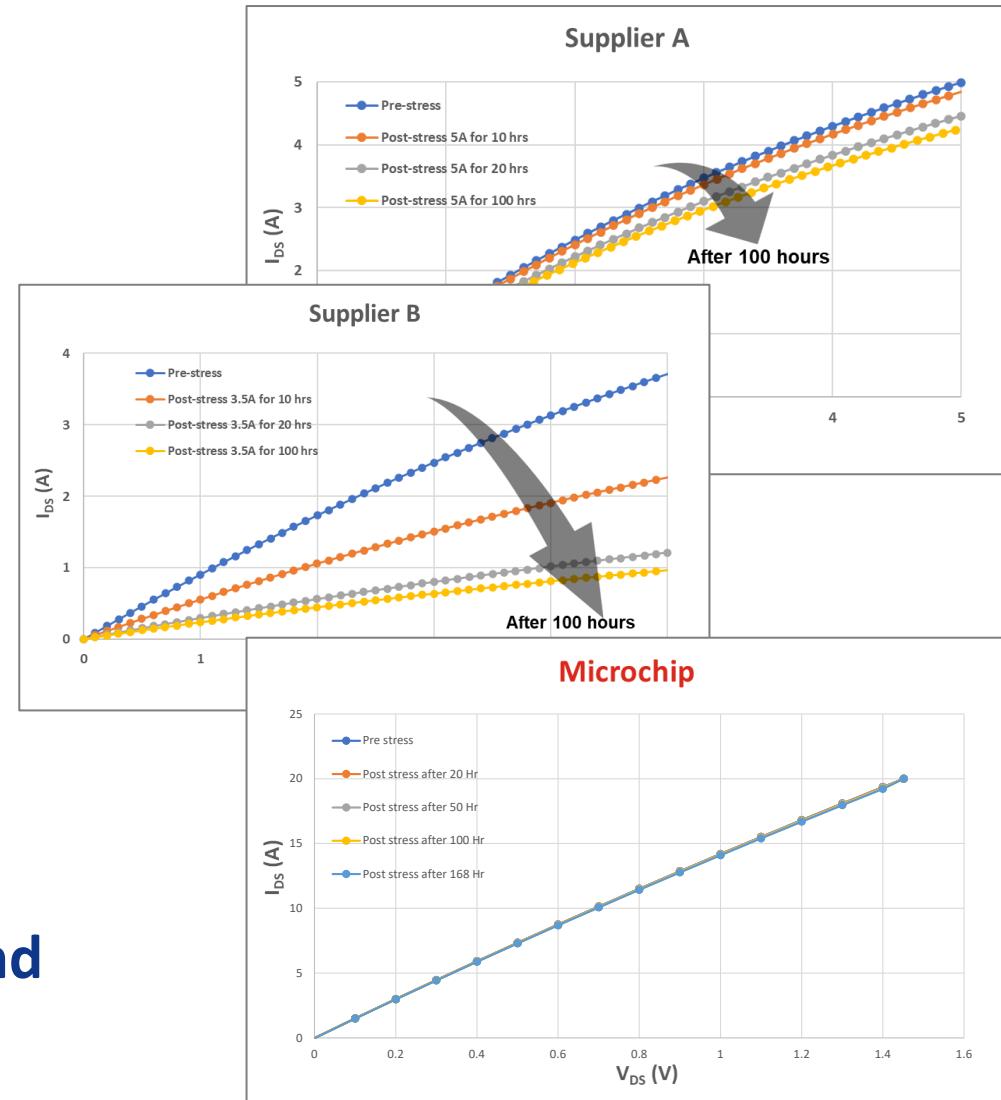 Supplier A
5
4
3
2
I_DS (A)
Pre-stress
Post-stress 5A for 10 hrs
Post-stress 5A for 20 hrs
Post-stress 5A for 100 hrs
After 100 hours
4
5
Supplier B
4
3
2
1
0
I_DS (A)
Pre-stress
Post-stress 3.5A for 10 hrs
Post-stress 3.5A for 20 hrs
Post-stress 3.5A for 100 hrs
After 100 hours
0
1
Microchip
25
20
15
10
5
0
I_DS (A)
Pre stress
Post stress after 20 Hr
Post stress after 50 Hr
Post stress after 100 Hr
Post stress after 168 Hr
0
0.2
0.4
0.6
0.8
1
1.2
1.4
1.6
V_DS (V)